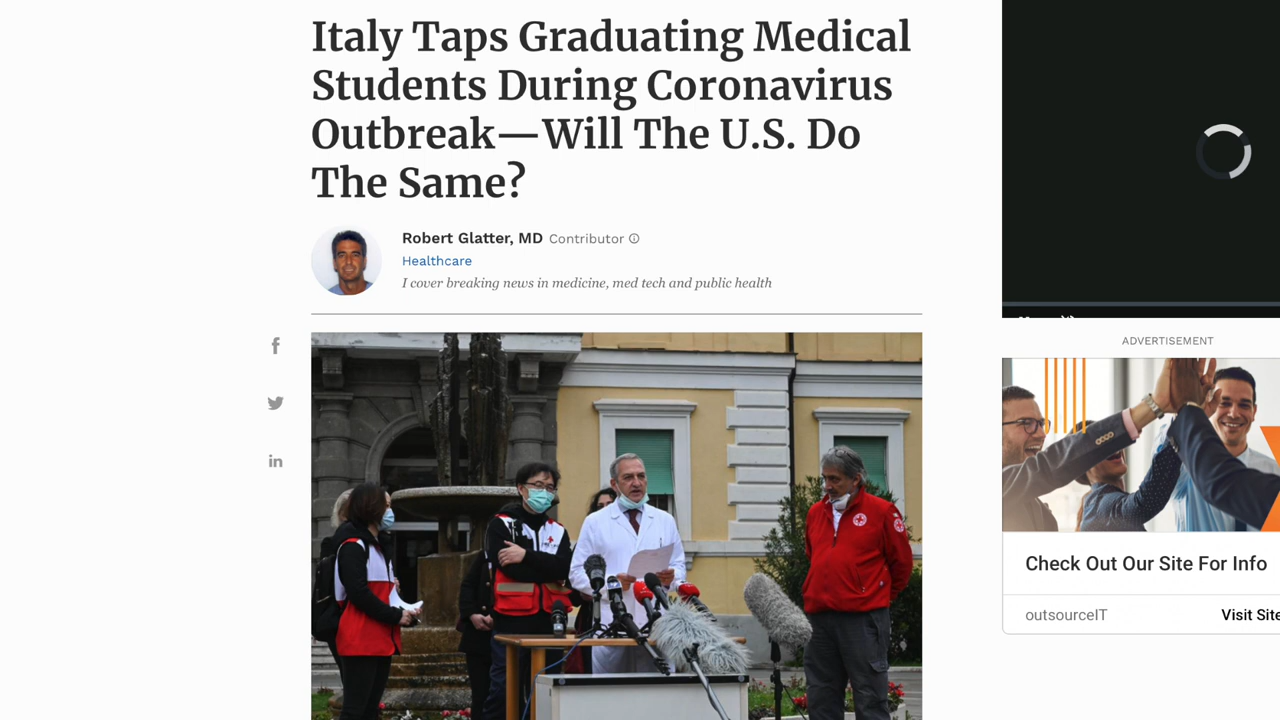 Italy Taps Graduating Medical
Students During Coronavirus
Outbreak—Will The U.S. Do
The Same?
Robert Glatter, MD Contributor
Healthcare
I cover breaking news in medicine, med tech and public health
ADVERTISEMENT
Check Out Our Site For Info
outsourceIT
Visit Site